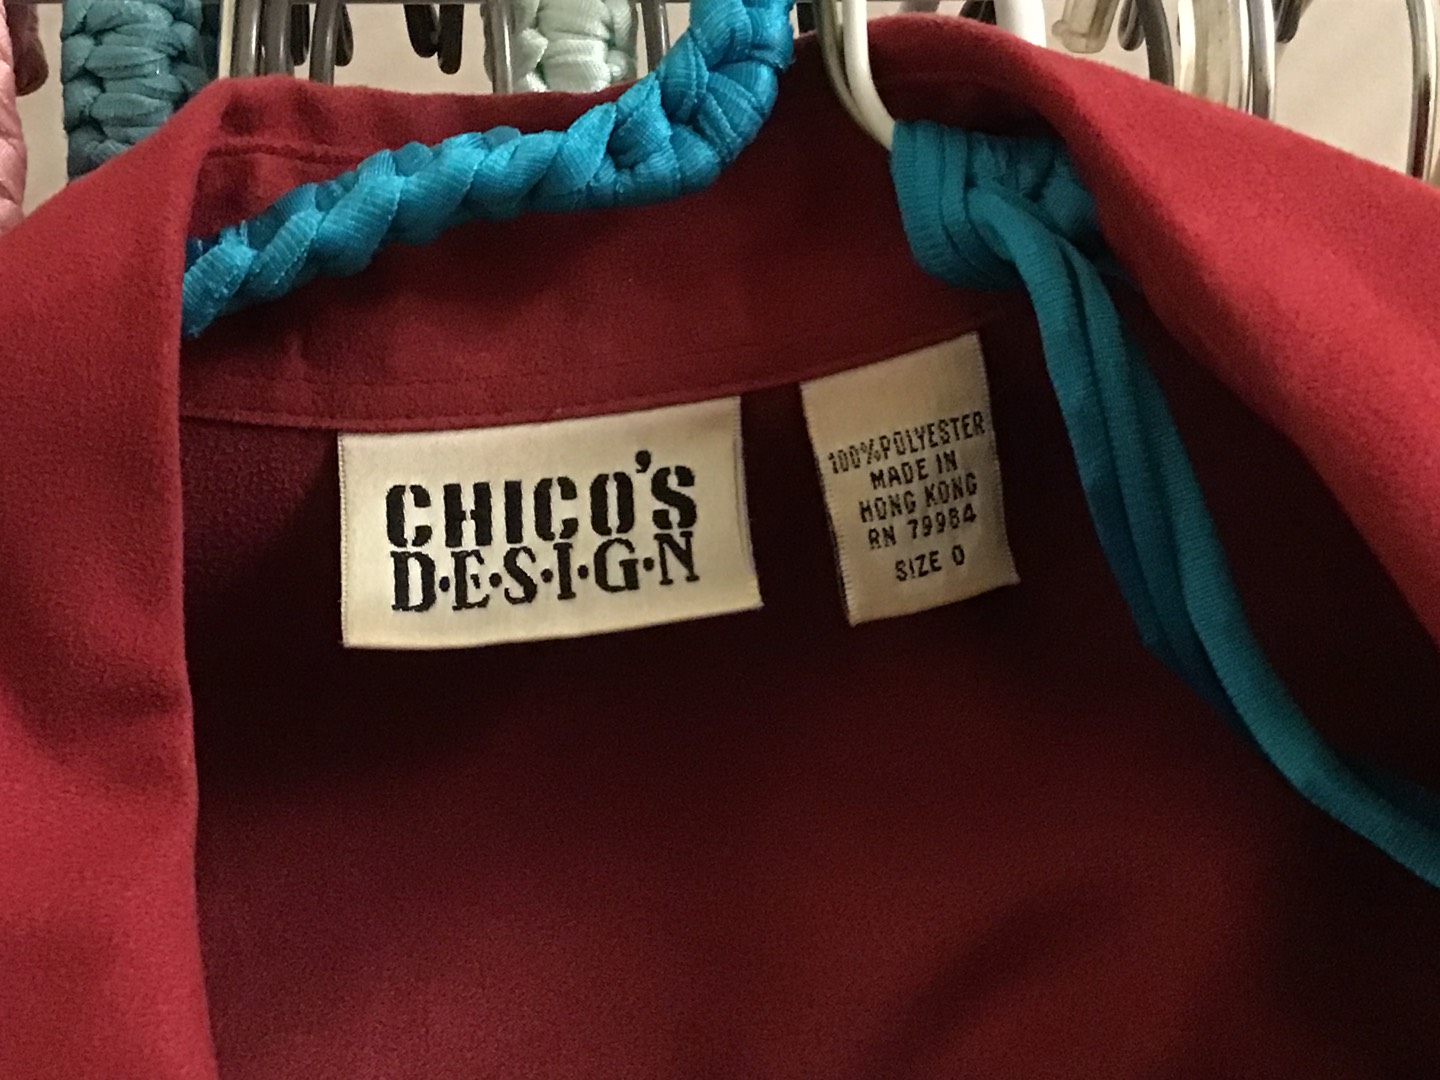 CHICO'S
D·E·S·I·G·N
100% POLYESTER
MADE IN
HONG KONG
RN 79984
SIZE 0